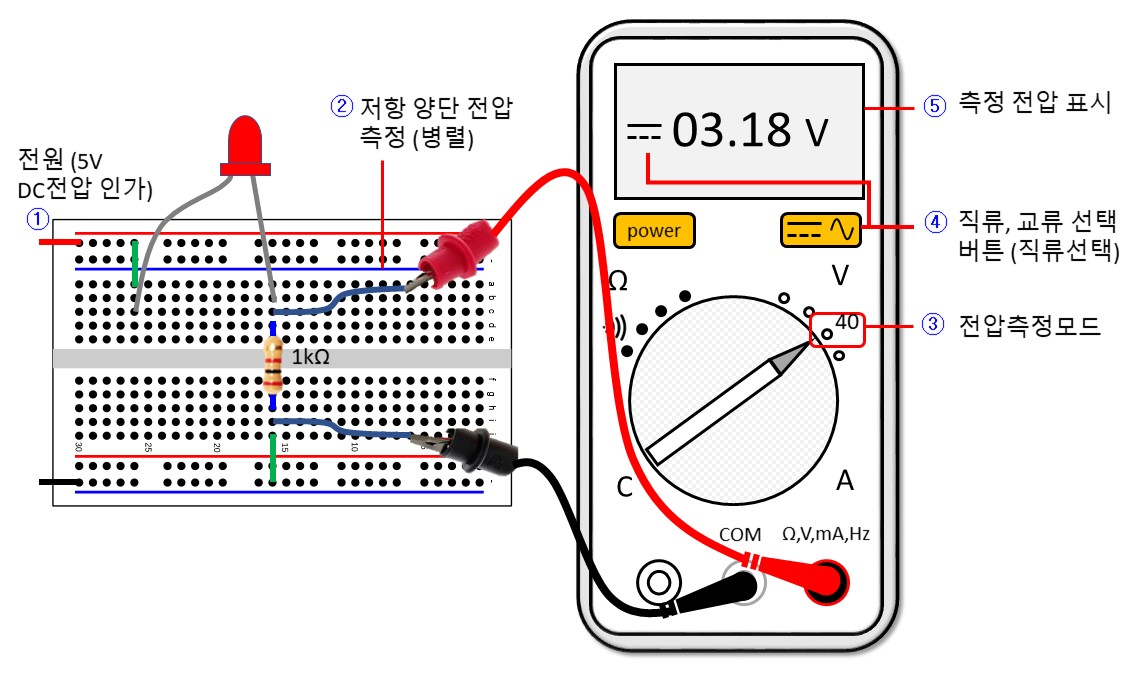 ② 저항 양단 전압
측정 (병렬)
전원 (5V
DC전압 인가)
①
03.18 V
⑤ 측정 전압 표시
power
④ 직류, 교류 선택
버튼 (직류선택)
Ω
V
40
③ 전압측정모드
1kΩ
a
b
c
d
e
f
g
h
i
30
25
20
15
10
C
A
COM
Ω,V,mA,Hz